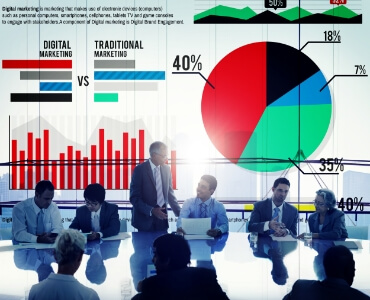 Digital marketing is marketing that makes use of electronic devices (computers)
such as personal computers, smartphones, cellphones, tablets TV and game consoles
to engage with stakeholders. A component of Digital marketing is Digital Brand Engagement.
50%
DIGITAL
MARKETING
VS
TRADITIONAL
MARKETING
40%
18%
7%
35%
40%